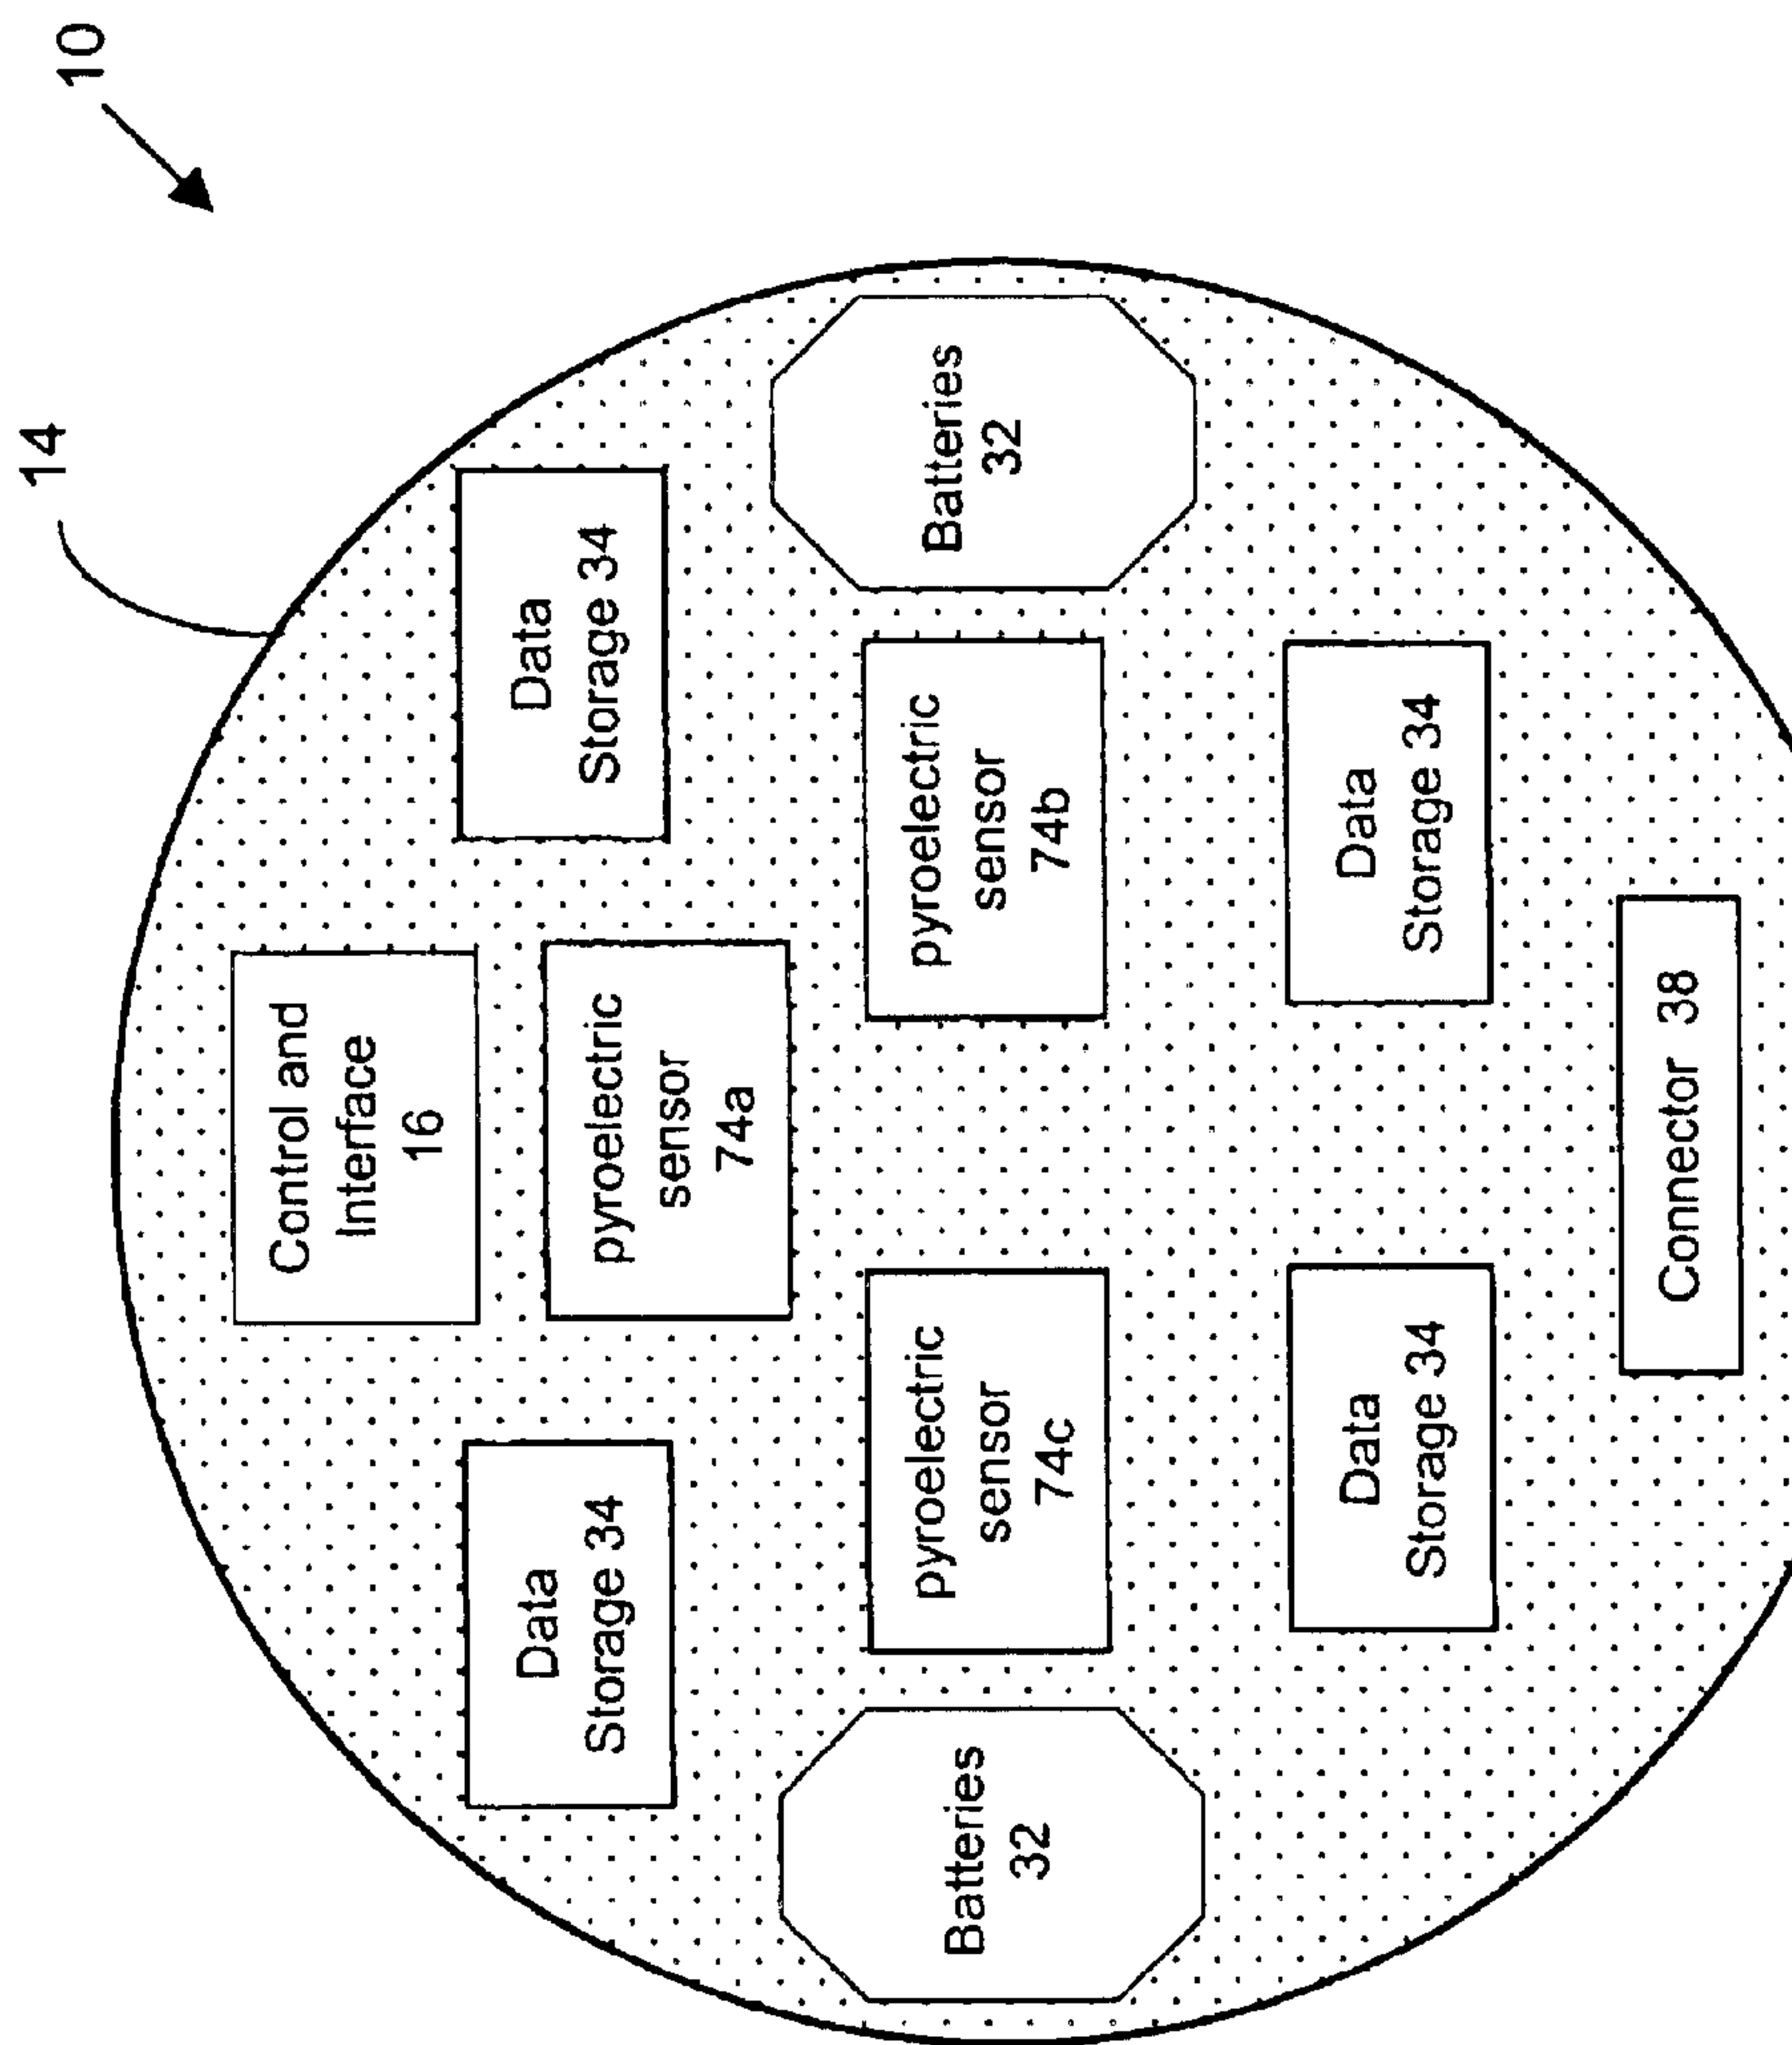 14
10
Control and
Interface
16
Data
Storage 34
Data
Storage 34
pyroelectric
sensor
74a
Batteries
32
pyroelectric
sensor
74c
pyroelectric
sensor
74b
Batteries
32
Data
Storage 34
Data
Storage 34
Connector 38